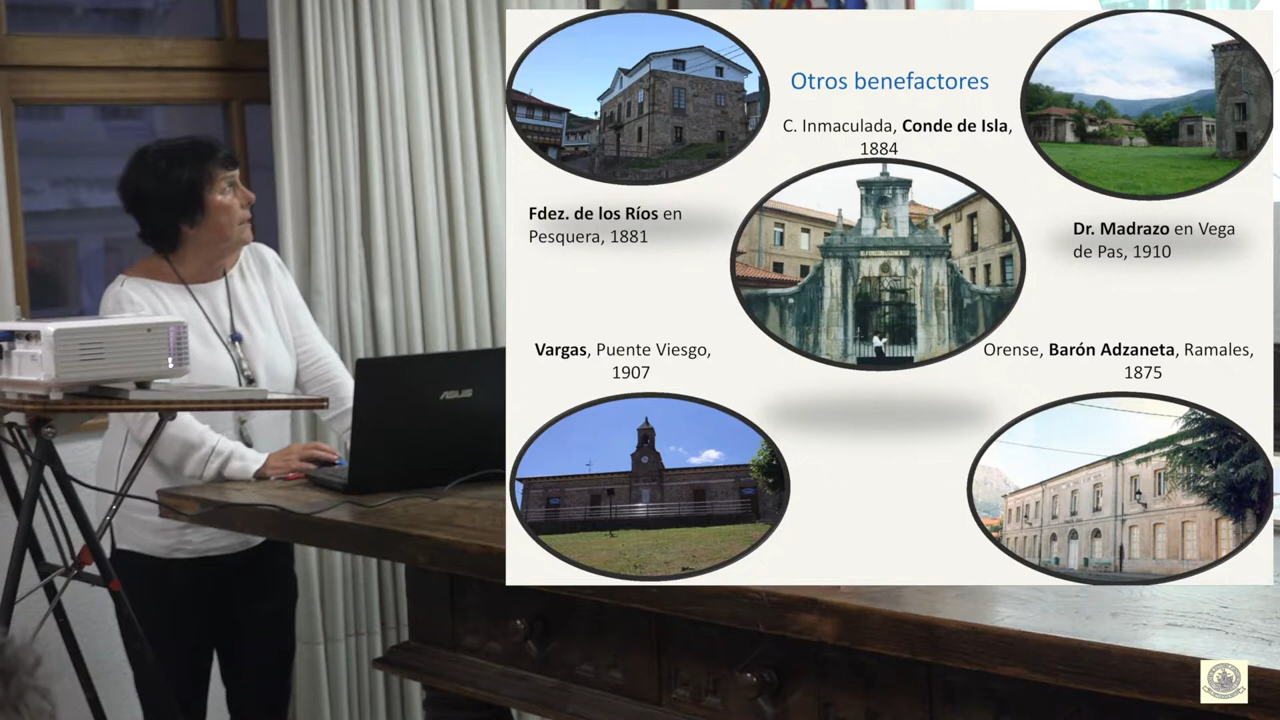 Otros benefactores
C. Inmaculada, Conde de Isla,
1884
Fdez. de los Ríos en
Pesquera, 1881
Dr. Madrazo en Vega
de Pas, 1910
Vargas, Puente Viesgo,
1907
Orense, Barón Adzaneta, Ramales,
1875
ASUS